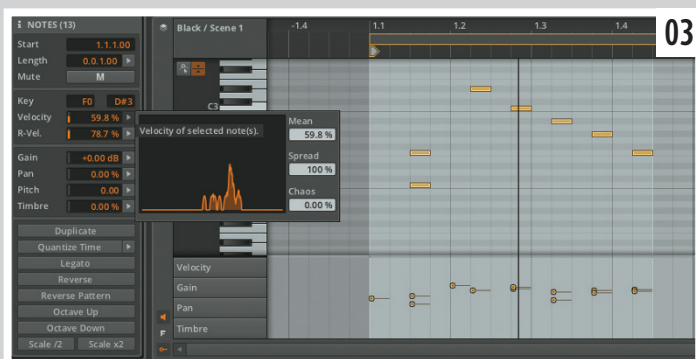 i NOTES (13)
Start 1.1.1.00
Length 0.0.1.00
Mute M
Key F0 D#3
Velocity 59.8 %
R-Vel. 78.7 %
Gain +0.00 dB
Pan 0.00 %
Pitch 0.00
Timbre 0.00 %
Duplicate
Quantize Time
Legato
Reverse
Reverse Pattern
Octave Up
Octave Down
Scale /2 Scale x2
Velocity of selected note(s).
Mean
59.8 %
Spread
100 %
Chaos
0.00 %
Black / Scene 1
-1.4 1.1 1.2 1.3 1.4
03
C3
Velocity
Gain
Pan
Timbre
F